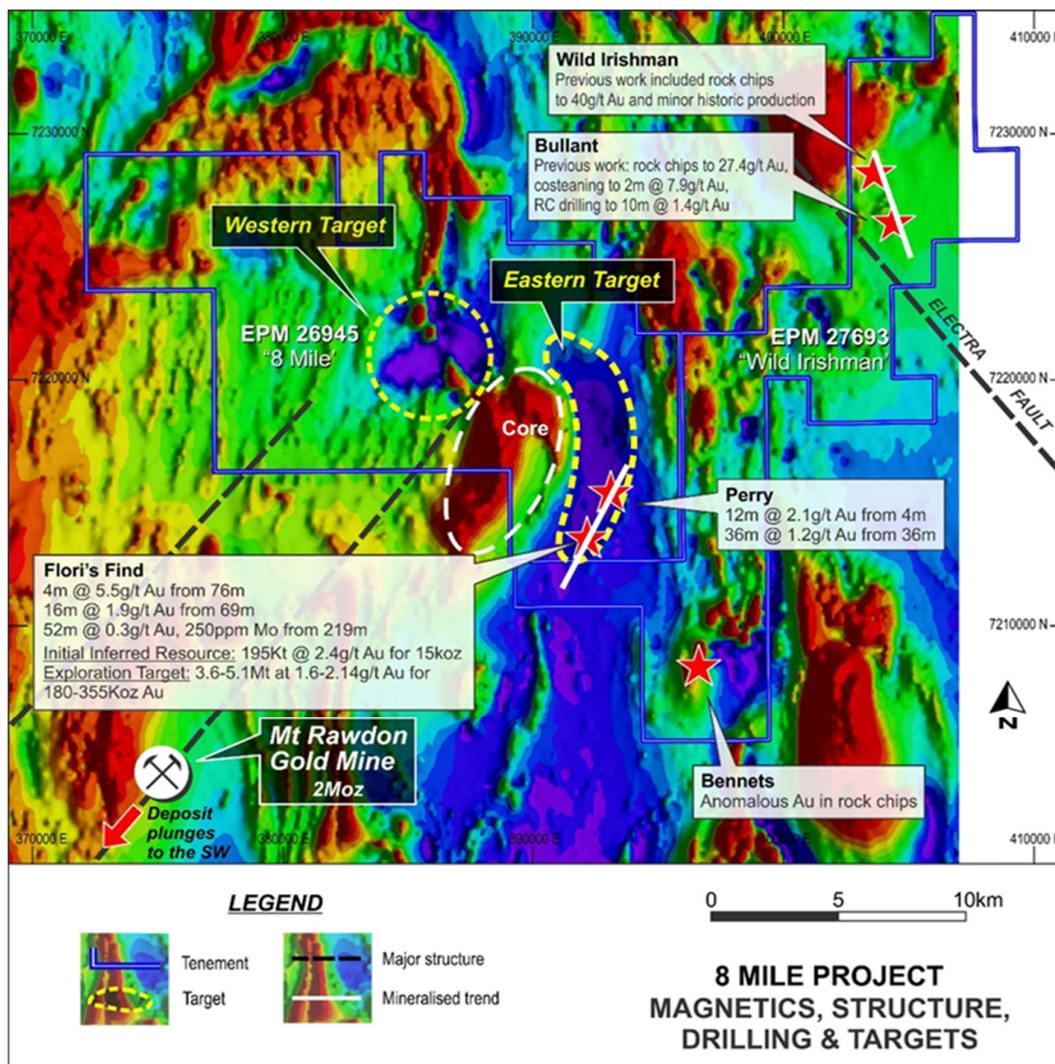 370000 E
380000 E
390000 E
400000 E
410000 E
Wild Irishman
Previous work included rock chips
to 40g/t Au and minor historic production
7230000 N
7230000 N
Bullant
Previous work: rock chips to 27.4g/t Au,
costeaning to 2m @ 7.9g/t Au,
RC drilling to 10m @ 1.4g/t Au
Western Target
Eastern Target
EPM 26945
"8 Mile'
EPM 27693
"Wild Irishman'
ELECTRA
FAULT
7220000 N
7220000 N
Core
Perry
12m @ 2.1g/t Au from 4m
36m @ 1.2g/t Au from 36m
Flori's Find
4m @ 5.5g/t Au from 76m
16m @ 1.9g/t Au from 69m
52m @ 0.3g/t Au, 250ppm Mo from 219m
Initial Inferred Resource: 195Kt @ 2.4g/t Au for 15koz
Exploration Target: 3.6-5.1Mt at 1.6-2.14g/t Au for
180-355Koz Au
7210000 N
N
Mt Rawdon
Gold Mine
2Moz
Bennets
Anomalous Au in rock chips
Deposit
plunges
to the SW
370000 E
380000 E
390000 E
410000 E
LEGEND
Tenement
Target
Major structure
Mineralised trend
0
5
10km
8 MILE PROJECT
MAGNETICS, STRUCTURE,
DRILLING & TARGETS